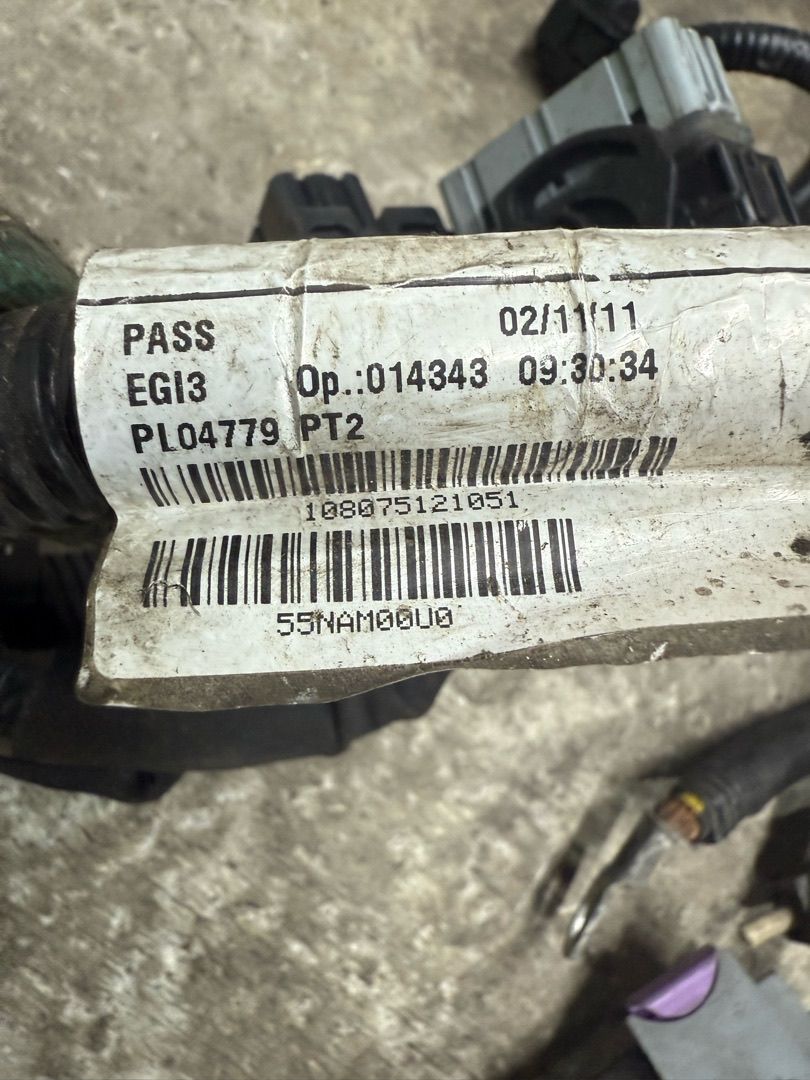 PASS 02/11/11
EGI3 Op.:014343 09:30:34
PL04779 PT2
108075121051
55NAM00U0